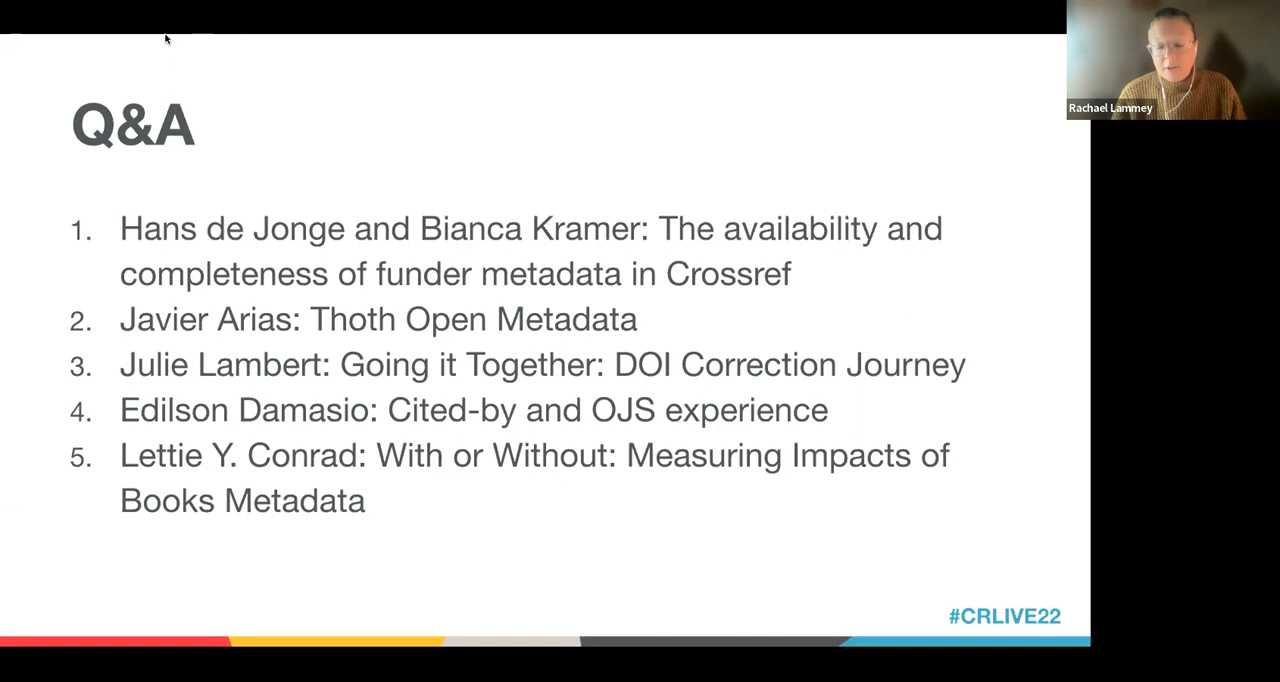 Rachael Lammey
Q&A
1. Hans de Jonge and Bianca Kramer: The availability and
completeness of funder metadata in Crossref
2. Javier Arias: Thoth Open Metadata
3. Julie Lambert: Going it Together: DOI Correction Journey
4. Edilson Damasio: Cited-by and OJS experience
5. Lettie Y. Conrad: With or Without: Measuring Impacts of
Books Metadata
#CRLIVE22